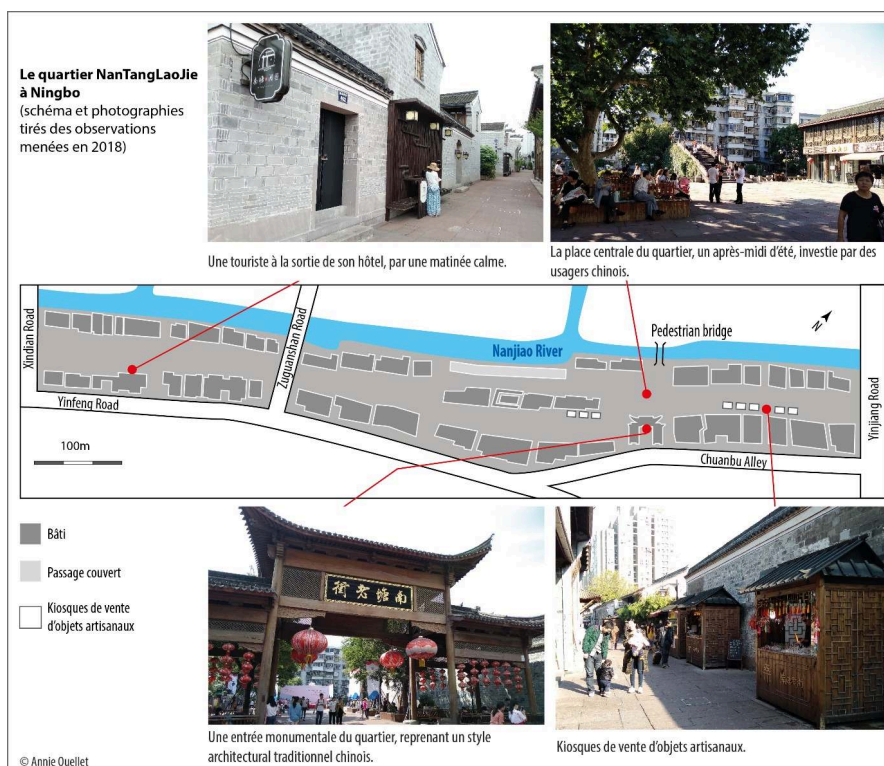 Le quartier NanTangLaoJie
à Ningbo
(schéma et photographies
tirés des observations
menées en 2018)
Une touriste à la sortie de son hôtel, par une matinée calme.
La place centrale du quartier, un après-midi d'été, investie par des
usagers chinois.
Xindian Road
Zuguanshan Road
Nanjiao River
Pedestrian bridge
N
Yinjiang Road
Yinfeng Road
Chuanbu Alley
100m
Bâti
Passage couvert
Kiosques de vente
d'objets artisanaux
南塘老街
Une entrée monumentale du quartier, reprenant un style
architectural traditionnel chinois.
Kiosques de vente d'objets artisanaux.
© Annie Ouellet